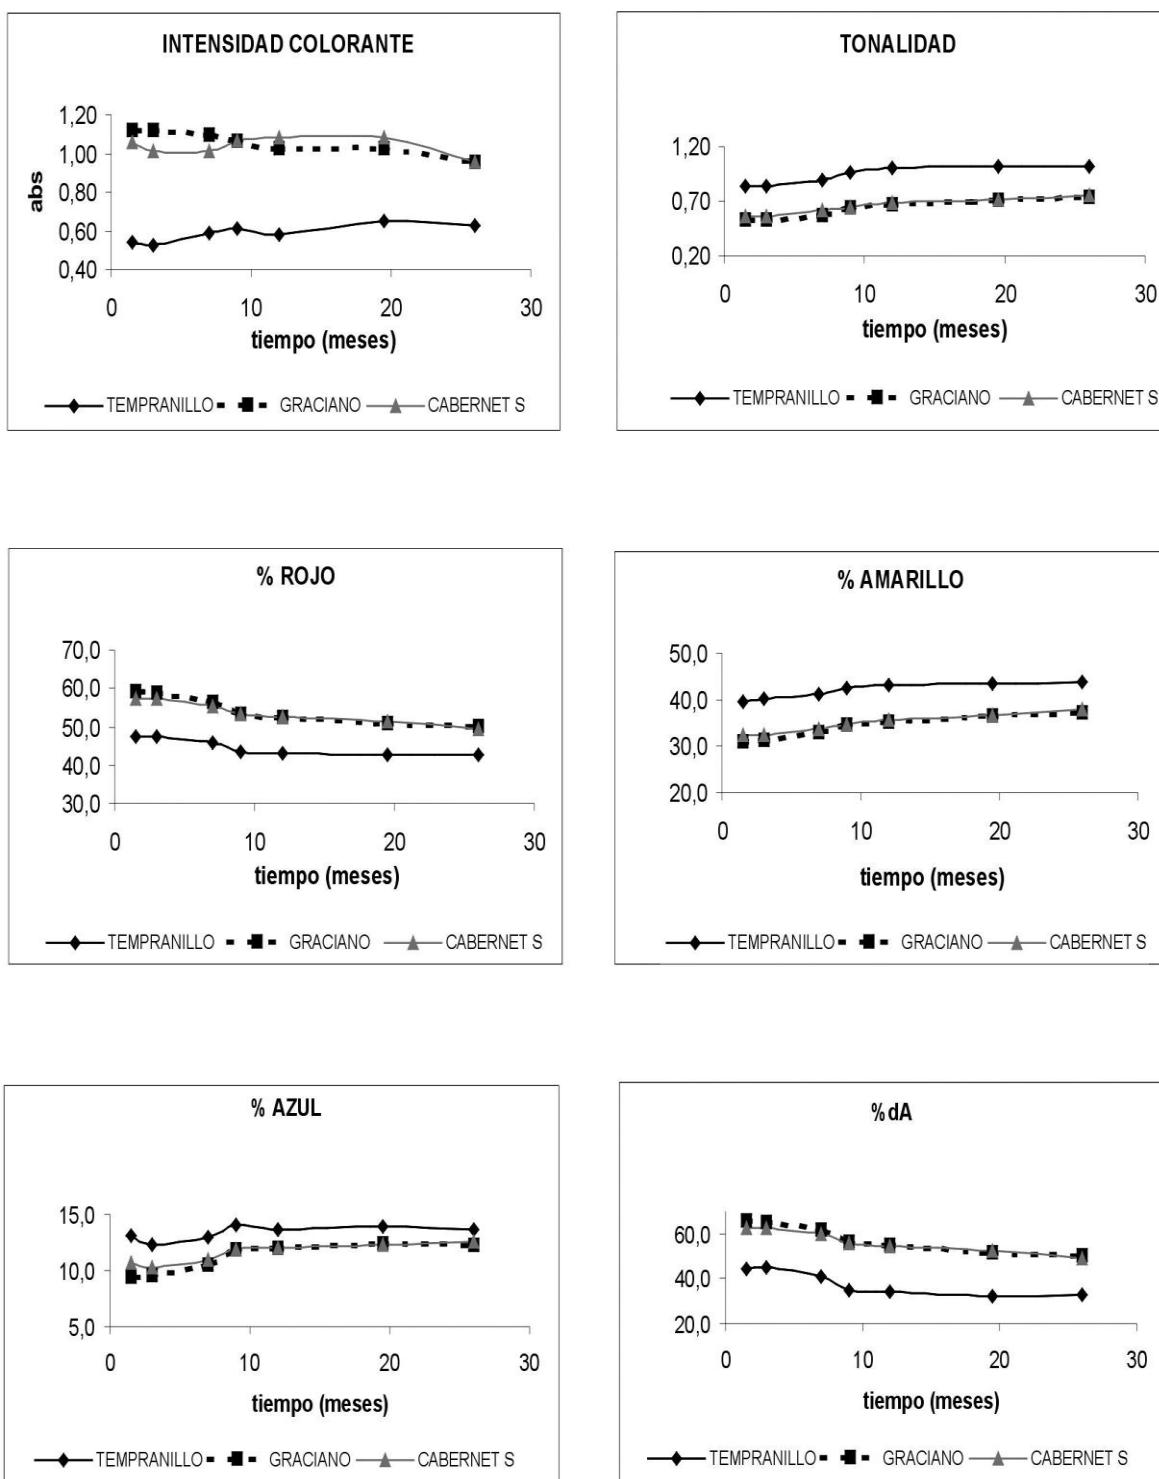 INTENSIDAD COLORANTE
1,20
1,00
0,80
0,60
0,40
abs
0 10 20 30
tiempo (meses)
TEMPRANILLO GRACIANO CABERNET S
TONALIDAD
1,20
0,70
0,20
0 10 20 30
tiempo (meses)
TEMPRANILLO GRACIANO CABERNET S
% ROJO
70,0
60,0
50,0
40,0
30,0
0 10 20 30
tiempo (meses)
TEMPRANILLO GRACIANO CABERNET S
% AMARILLO
50,0
40,0
30,0
20,0
0 10 20 30
tiempo (meses)
TEMPRANILLO GRACIANO CABERNET S
% AZUL
15,0
10,0
5,0
0 10 20 30
tiempo (meses)
TEMPRANILLO GRACIANO CABERNET S
%dA
60,0
40,0
20,0
0 10 20 30
tiempo (meses)
TEMPRANILLO GRACIANO CABERNET S